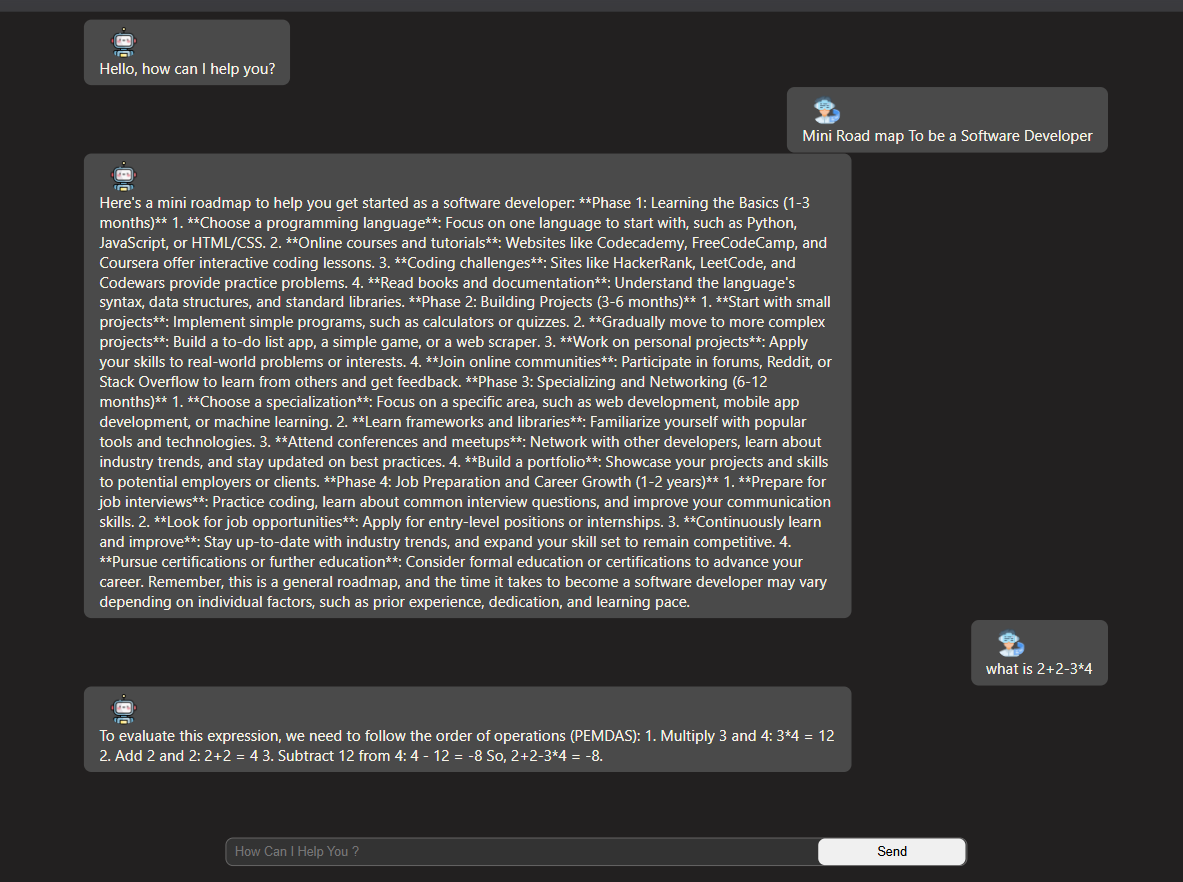 Hello, how can I help you?
Mini Road map To be a Software Developer
Here's a mini roadmap to help you get started as a software developer: **Phase 1: Learning the Basics (1-3
months)** 1. **Choose a programming language**: Focus on one language to start with, such as Python,
JavaScript, or HTML/CSS. 2. **Online courses and tutorials**: Websites like Codecademy, FreeCodeCamp, and
Coursera offer interactive coding lessons. 3. **Coding challenges**: Sites like HackerRank, LeetCode, and
Codewars provide practice problems. 4. **Read books and documentation**: Understand the language's
syntax, data structures, and standard libraries. **Phase 2: Building Projects (3-6 months)** 1. **Start with small
projects**: Implement simple programs, such as calculators or quizzes. 2. **Gradually move to more complex
projects**: Build a to-do list app, a simple game, or a web scraper. 3. **Work on personal projects**: Apply
your skills to real-world problems or interests. 4. **Join online communities**: Participate in forums, Reddit, or
Stack Overflow to learn from others and get feedback. **Phase 3: Specializing and Networking (6-12
months)** 1. **Choose a specialization**: Focus on a specific area, such as web development, mobile app
development, or machine learning. 2. **Learn frameworks and libraries**: Familiarize yourself with popular
tools and technologies. 3. **Attend conferences and meetups**: Network with other developers, learn about
industry trends, and stay updated on best practices. 4. **Build a portfolio**: Showcase your projects and skills
to potential employers or clients. **Phase 4: Job Preparation and Career Growth (1-2 years)** 1. **Prepare for
job interviews**: Practice coding, learn about common interview questions, and improve your communication
skills. 2. **Look for job opportunities**: Apply for entry-level positions or internships. 3. **Continuously learn
and improve**: Stay up-to-date with industry trends, and expand your skill set to remain competitive. 4.
**Pursue certifications or further education**: Consider formal education or certifications to advance your
career. Remember, this is a general roadmap, and the time it takes to become a software developer may vary
depending on individual factors, such as prior experience, dedication, and learning pace.
what is 2+2-3*4
To evaluate this expression, we need to follow the order of operations (PEMDAS): 1. Multiply 3 and 4: 3*4 = 12
2. Add 2 and 2: 2+2 = 4 3. Subtract 12 from 4: 4 - 12 = -8 So, 2+2-3*4 = -8.
How Can I Help You ?
Send